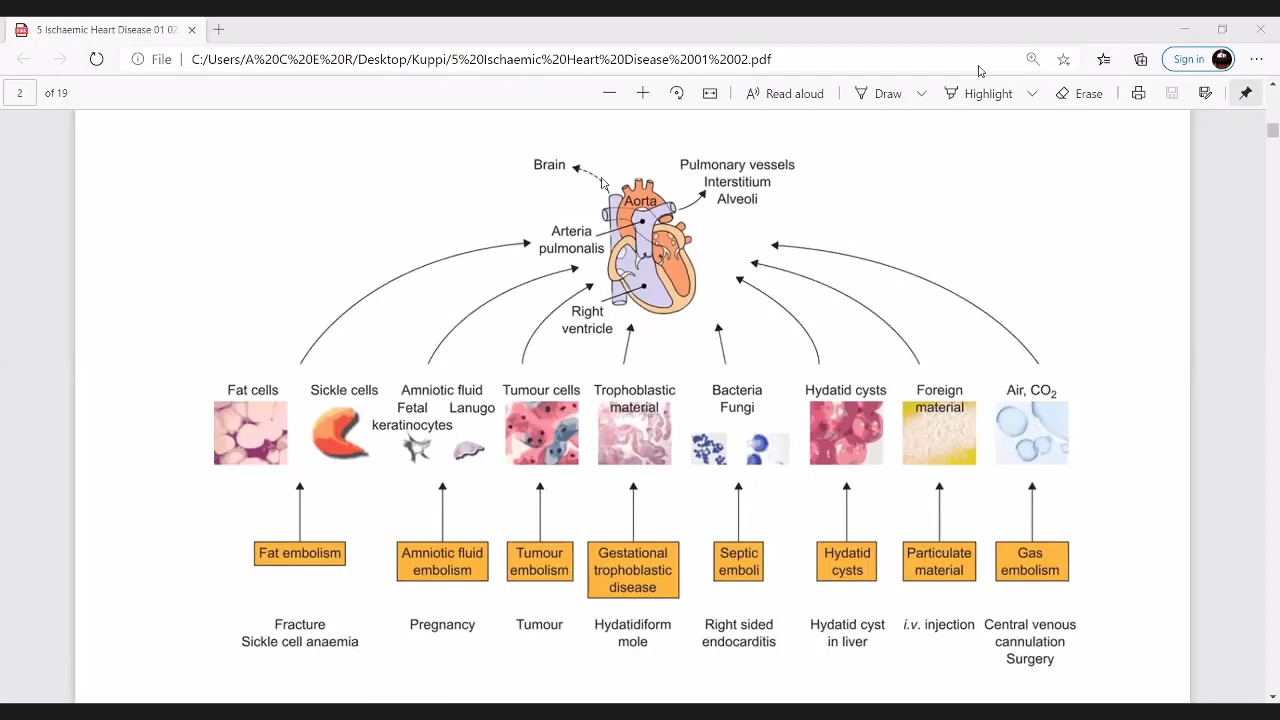 5 Ischaemic Heart Disease 01 02
File
C:/Users/A%20C%20E%20R/Desktop/Kuppi/5%20Ischaemic%20Heart%20Disease%2001%2002.pdf
Sign in
2 of 19
Read aloud
Draw
Highlight
Erase
Brain
Pulmonary vessels
Interstitium
Alveoli
Aorta
Arteria
pulmonalis
Right
ventricle
Fat cells
Sickle cells
Amniotic fluid
Fetal
keratinocytes
Lanugo
Tumour cells
Trophoblastic
material
Bacteria
Fungi
Hydatid cysts
Foreign
material
Air, CO₂
Fat embolism
Amniotic fluid
embolism
Tumour
embolism
Gestational
trophoblastic
disease
Septic
emboli
Hydatid
cysts
Particulate
material
Gas
embolism
Fracture
Sickle cell anaemia
Pregnancy
Tumour
Hydatidiform
mole
Right sided
endocarditis
Hydatid cyst
in liver
i.v. injection
Central venous
cannulation
Surgery